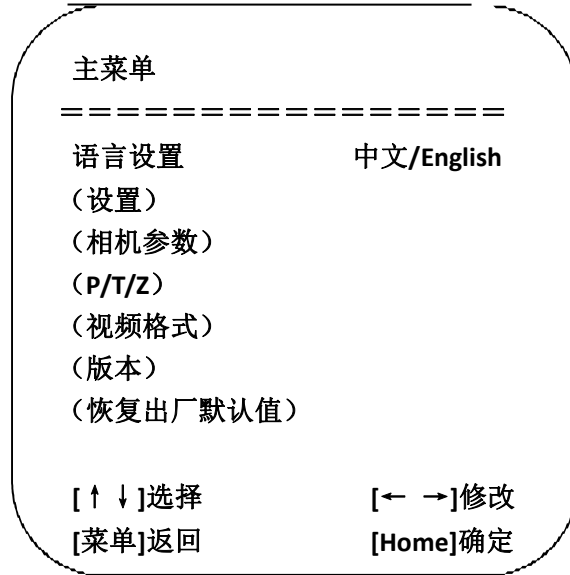 主菜单
================
语言设置 中文/English
（设置）
（相机参数）
（P/T/Z）
（视频格式）
（版本）
（恢复出厂默认值）
[↑↓]选择 [← →]修改
[菜单]返回 [Home]确定